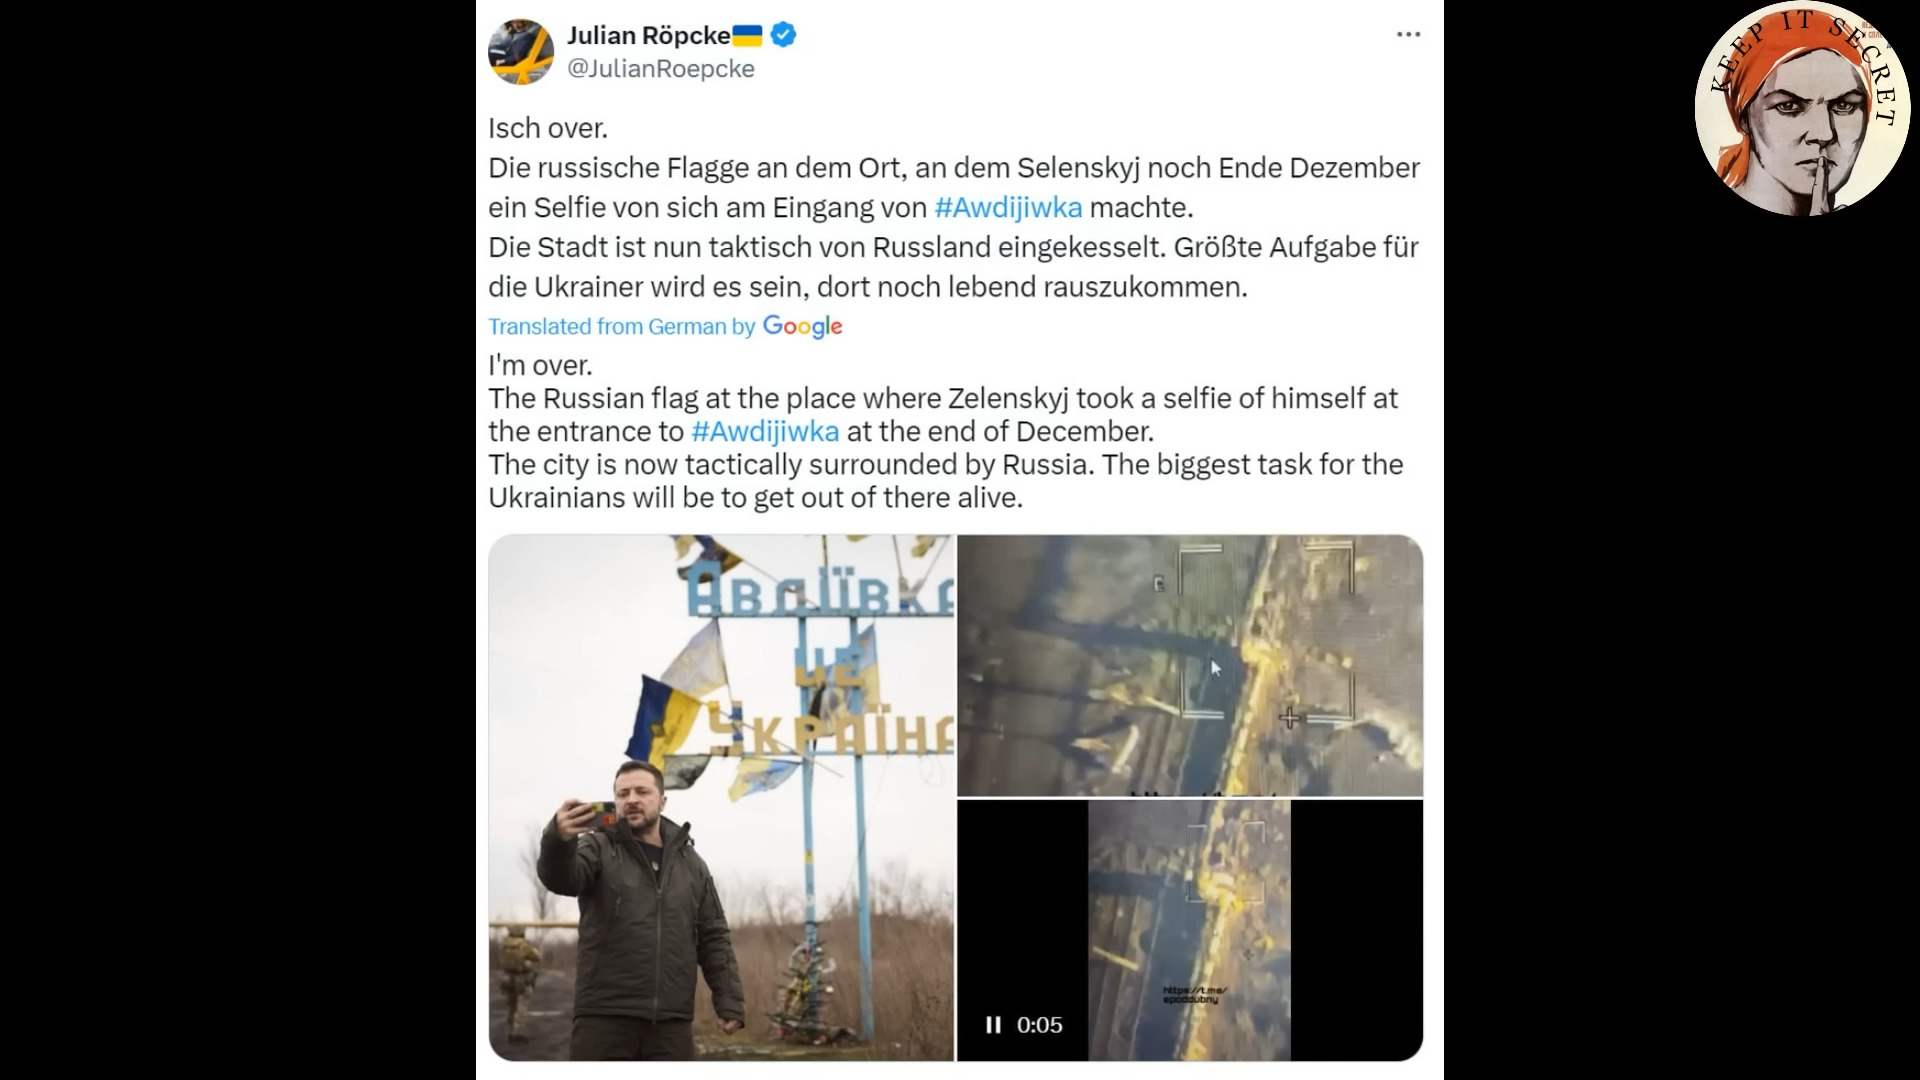 Julian Röpcke
@JulianRoepcke
Isch over.
Die russische Flagge an dem Ort, an dem Selenskyj noch Ende Dezember
ein Selfie von sich am Eingang von #Awdijiwka machte.
Die Stadt ist nun taktisch von Russland eingekesselt. Größte Aufgabe für
die Ukrainer wird es sein, dort noch lebend rauszukommen.
Translated from German by Google
I'm over.
The Russian flag at the place where Zelenskyj took a selfie of himself at
the entrance to #Awdijiwka at the end of December.
The city is now tactically surrounded by Russia. The biggest task for the
Ukrainians will be to get out of there alive.
Авдіївка
це
Україна
https://t.me/
epoddubny
0:05
KEEP IT SECRET